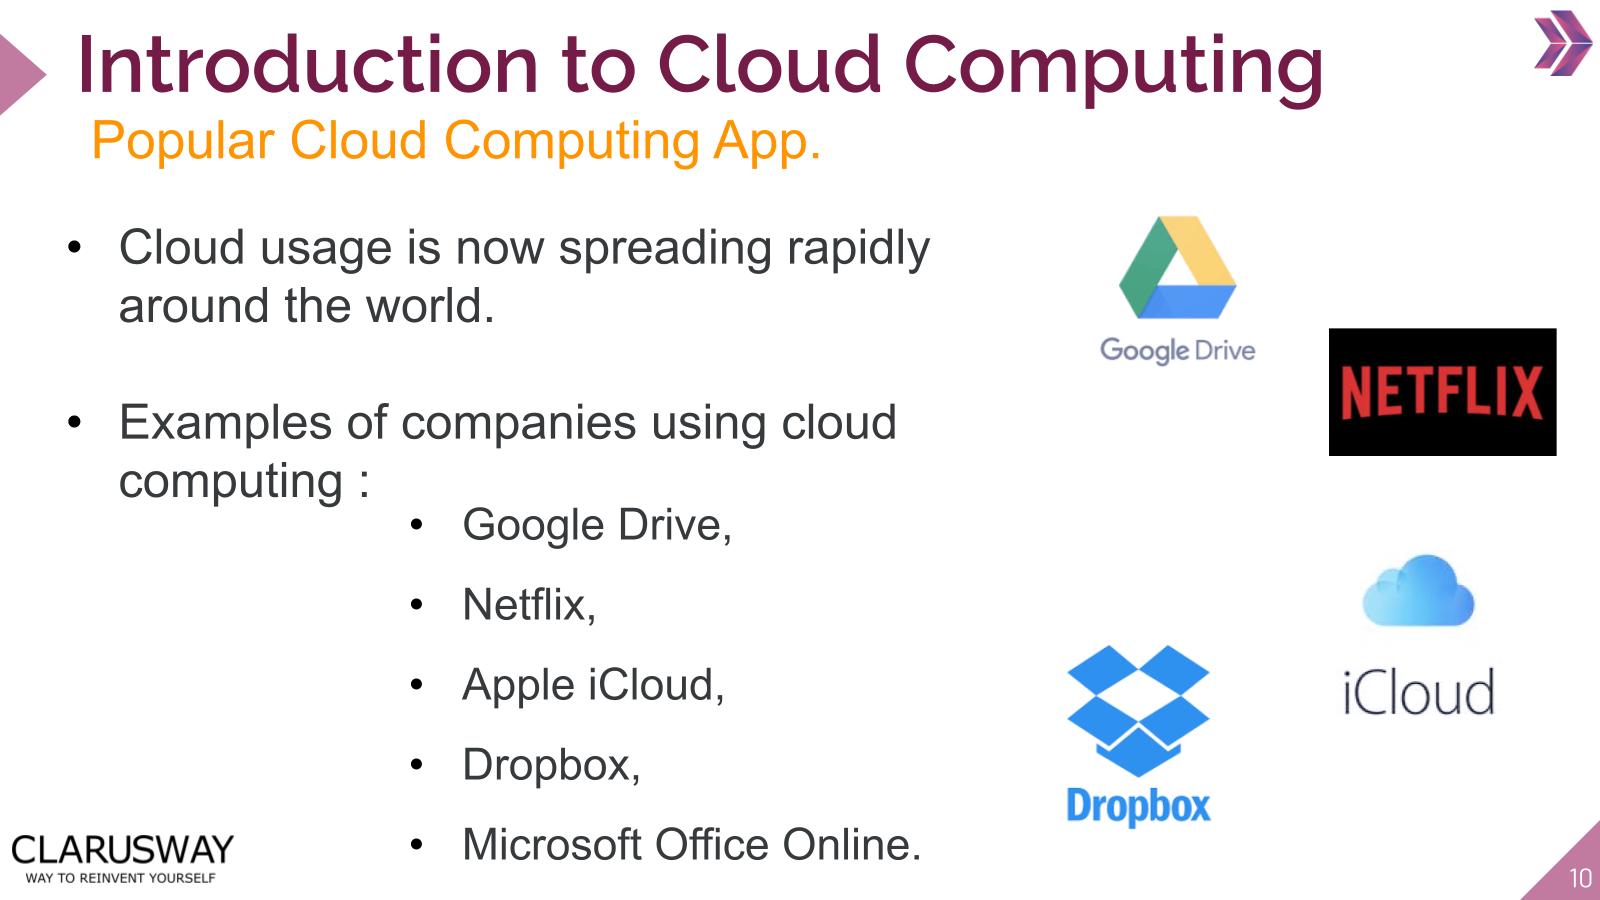 Introduction to Cloud Computing
Popular Cloud Computing App.
• Cloud usage is now spreading rapidly
around the world.
• Examples of companies using cloud
computing :
• Google Drive,
• Netflix,
• Apple iCloud,
• Dropbox,
• Microsoft Office Online.
Google Drive
NETFLIX
iCloud
Dropbox
CLARUSWAY
WAY TO REINVENT YOURSELF
10